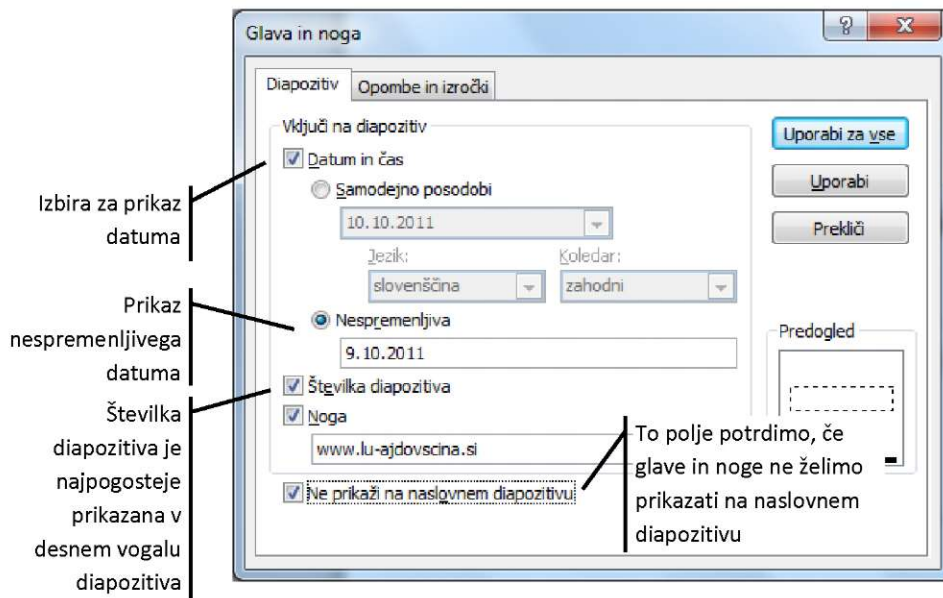 Glava in noga
Diapozitiv
Opombe in izročki
Vključi na diapozitiv
Datum in čas
Samodejno posodobi
10.10.2011
Jezik:
Koledar:
slovenščina
zahodni
Nespremenljiva
9.10.2011
Številka diapozitiva
Noga
www.lu-ajdovscina.si
Ne prikaži na naslovnem diapozitivu
Uporabi za vse
Uporabi
Prekliči
Predogled
Izbira za prikaz
datuma
Prikaz
nespremenljivega
datuma
Številka
diapozitiva je
najpogosteje
prikazana v
desnem vogalu
diapozitiva
To polje potrdimo, če
glave in noge ne želimo
prikazati na naslovnem
diapozitivu